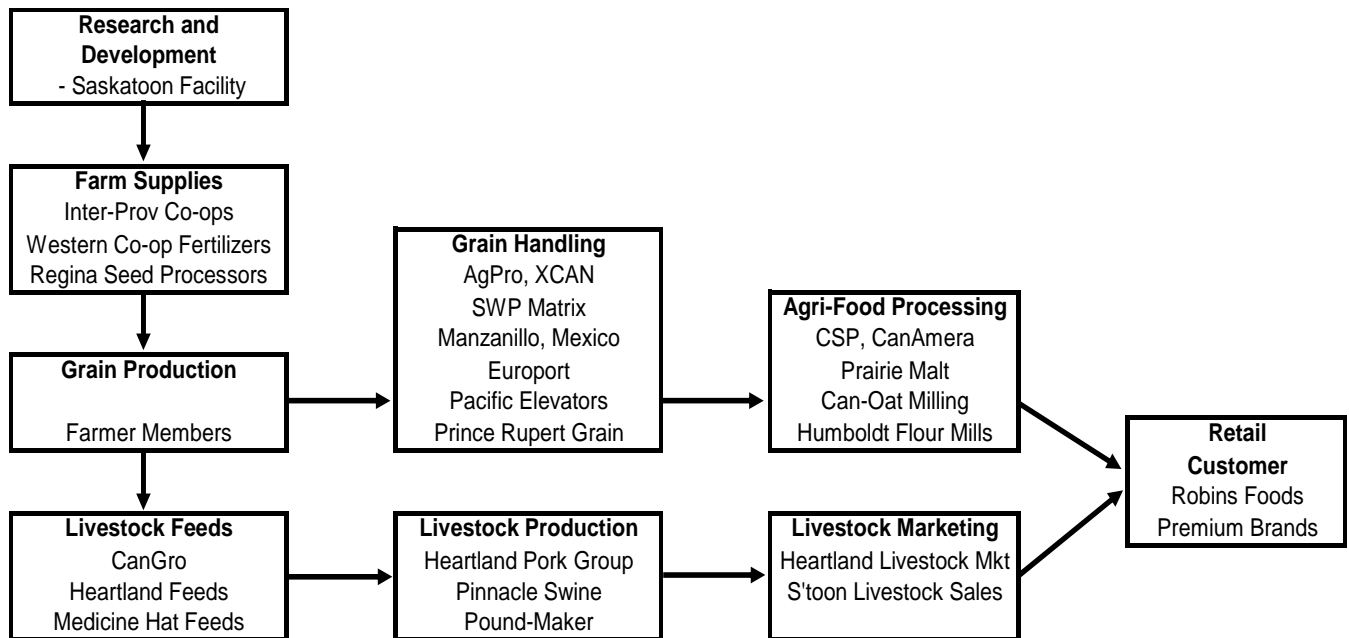 Research and
Development
- Saskatoon Facility
Farm Supplies
Inter-Prov Co-ops
Western Co-op Fertilizers
Regina Seed Processors
Grain Production
Farmer Members
Grain Handling
AgPro, XCAN
SWP Matrix
Manzanillo, Mexico
Europort
Pacific Elevators
Prince Rupert Grain
Agri-Food Processing
CSP, CanAmera
Prairie Malt
Can-Oat Milling
Humboldt Flour Mills
Retail
Customer
Robins Foods
Premium Brands
Livestock Feeds
CanGro
Heartland Feeds
Medicine Hat Feeds
Livestock Production
Heartland Pork Group
Pinnacle Swine
Pound-Maker
Livestock Marketing
Heartland Livestock Mkt
S'toon Livestock Sales